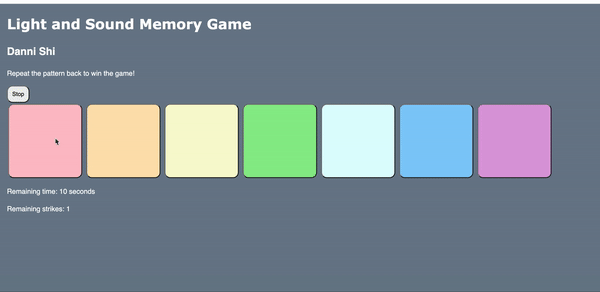 Light and Sound Memory Game
Danni Shi
Repeat the pattern back to win the game!
Stop
Remaining time: 10 seconds
Remaining strikes: 1